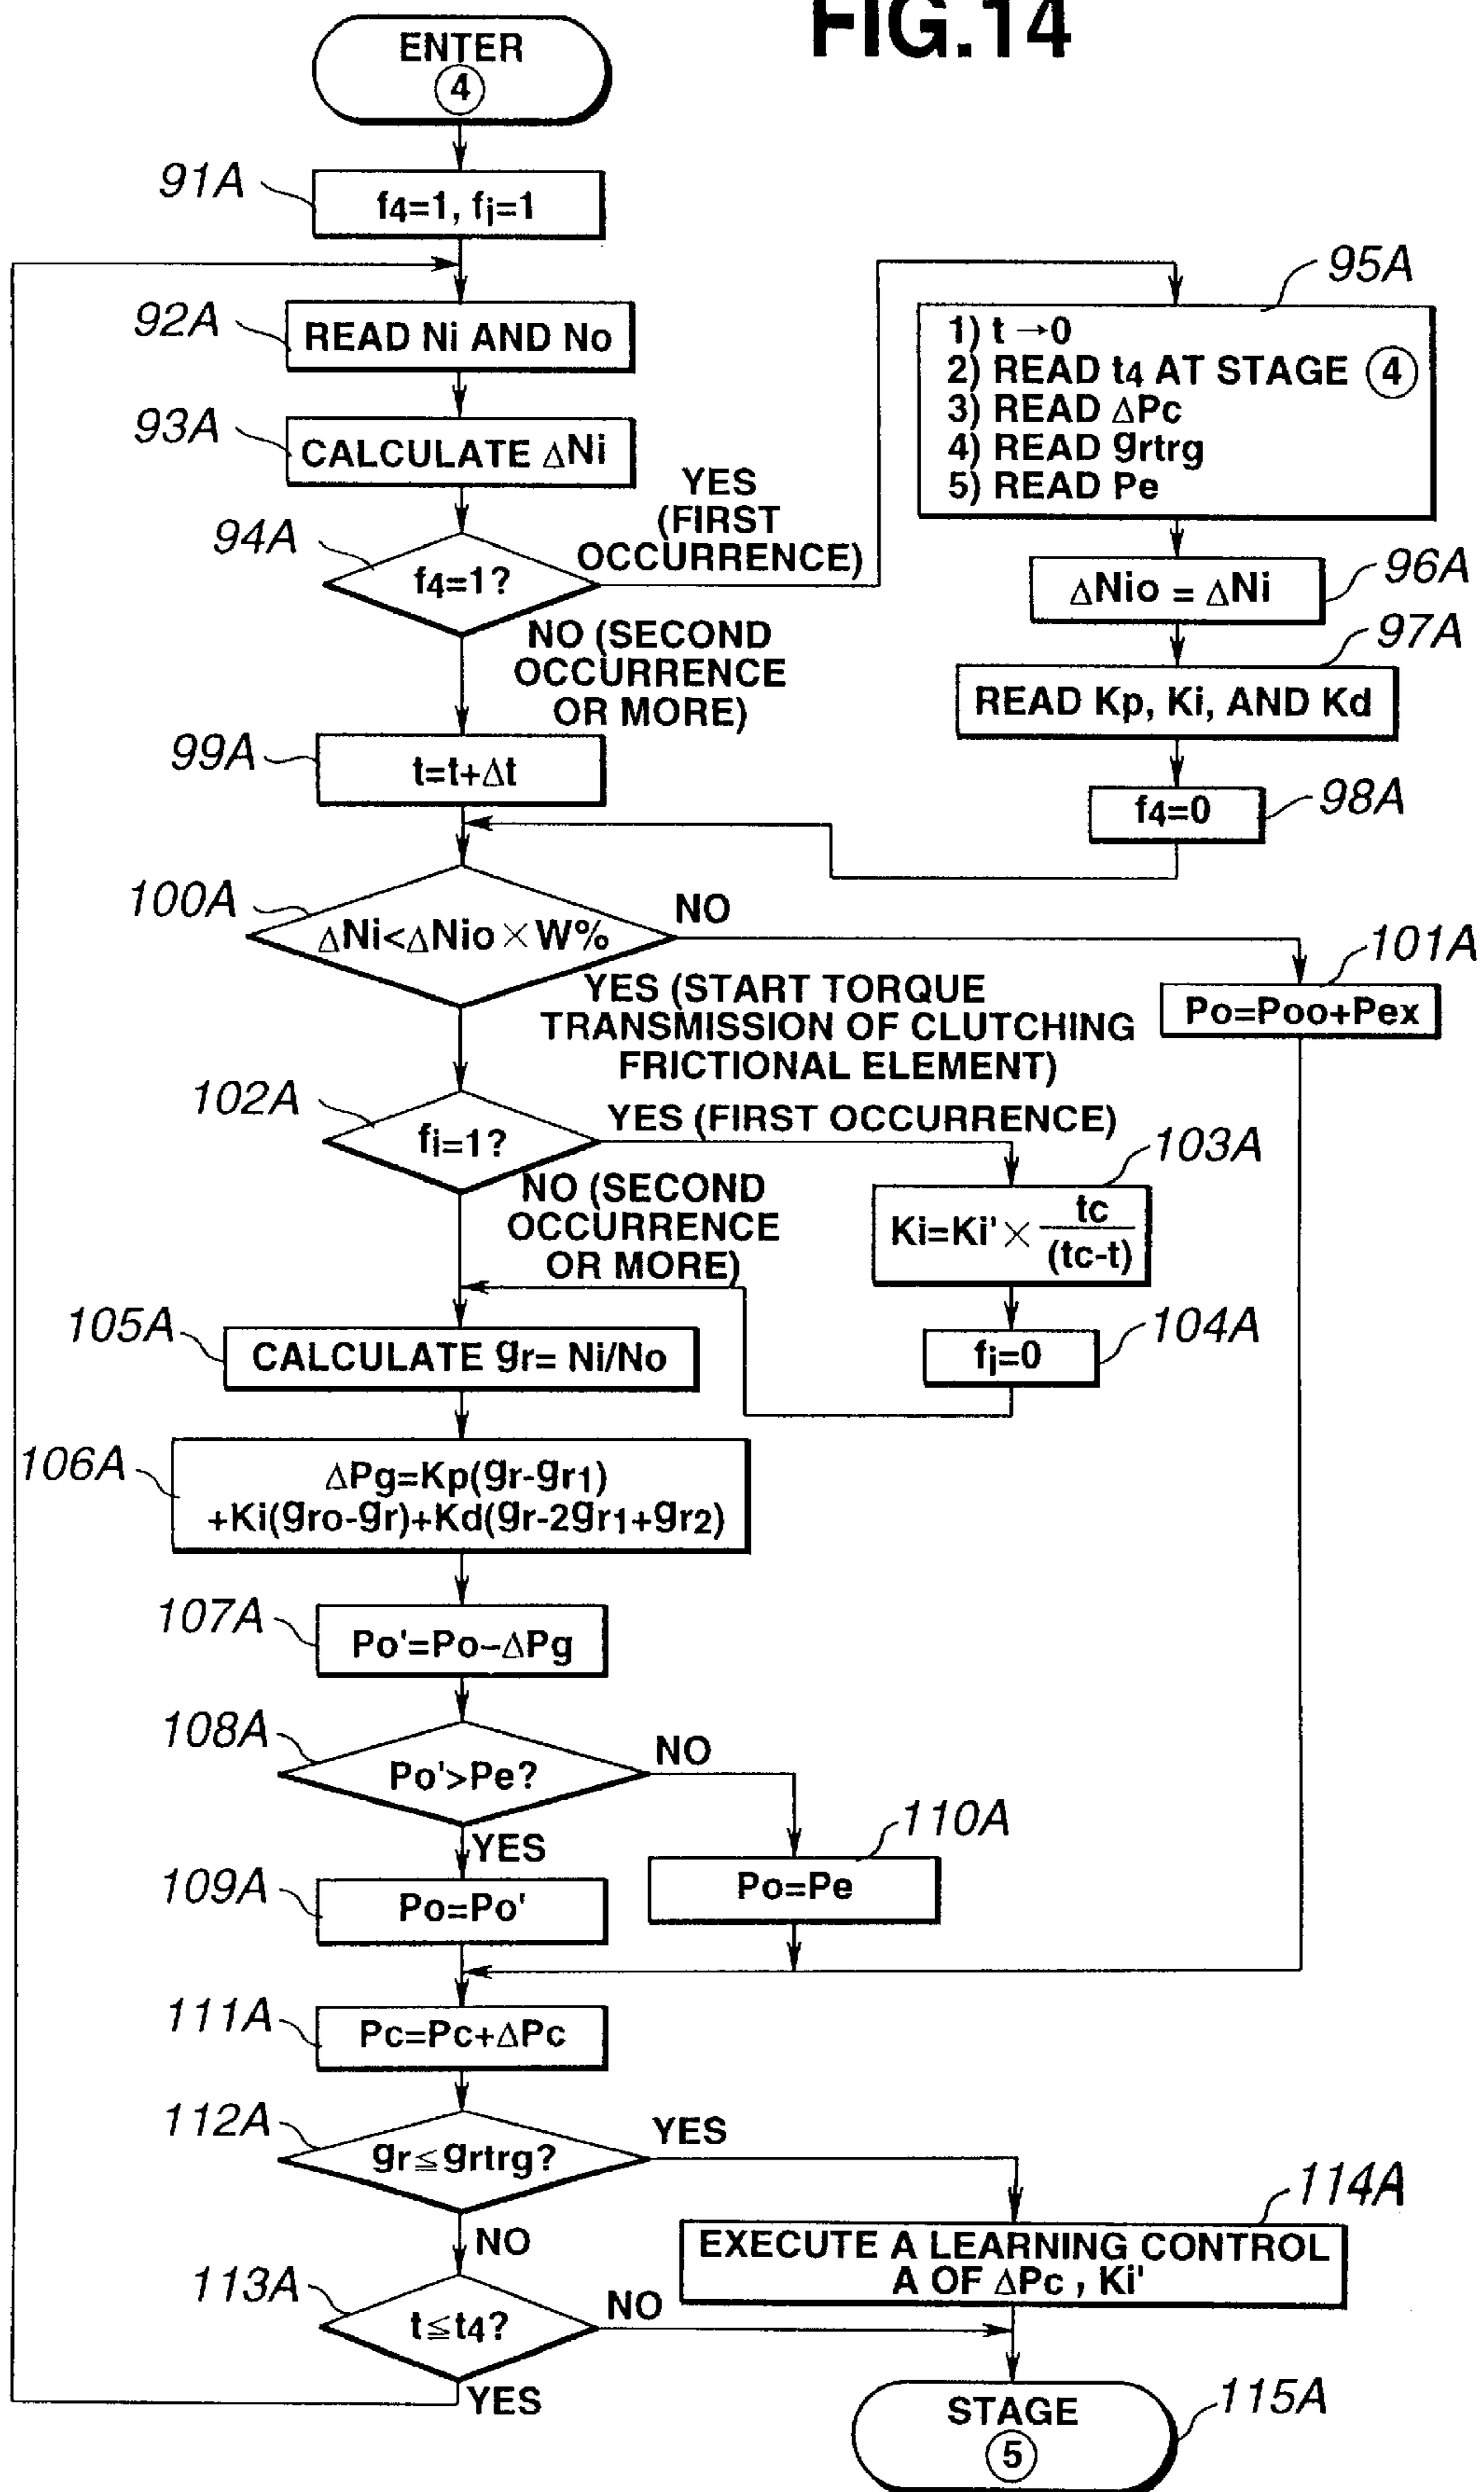 FIG.14
ENTER
4
91A
f4=1, fi=1
92A
READ Ni AND No
93A
CALCULATE ΔNi
94A
f4=1?
YES
(FIRST
OCCURRENCE)
95A
1) t →0
2) READ t4 AT STAGE 4
3) READ ΔPc
4) READ grtrg
5) READ Pe
96A
ΔNio = ΔNi
97A
READ Kp, Ki, AND Kd
98A
f4=0
NO (SECOND
OCCURRENCE
OR MORE)
99A
t=t+Δt
100A
ΔNi<ΔNio×W%
NO
101A
Po=Poo+Pex
YES (START TORQUE
TRANSMISSION OF CLUTCHING
FRICTIONAL ELEMENT)
102A
fi=1?
YES (FIRST OCCURRENCE)
103A
Ki=Ki'× tc
(tc-t)
104A
fi=0
NO (SECOND
OCCURRENCE
OR MORE)
105A
CALCULATE gr= Ni/No
106A
ΔPg=Kp(gr-gr1)
+Ki(gro-gr)+Kd(gr-2gr1+gr2)
107A
Po'=Po-ΔPg
108A
Po'>Pe?
NO
YES
109A
Po=Po'
110A
Po=Pe
111A
Pc=Pc+ΔPc
112A
gr≦grtrg?
YES
NO
113A
t≦t4?
NO
YES
114A
EXECUTE A LEARNING CONTROL
A OF ΔPc , Ki'
115A
STAGE
5